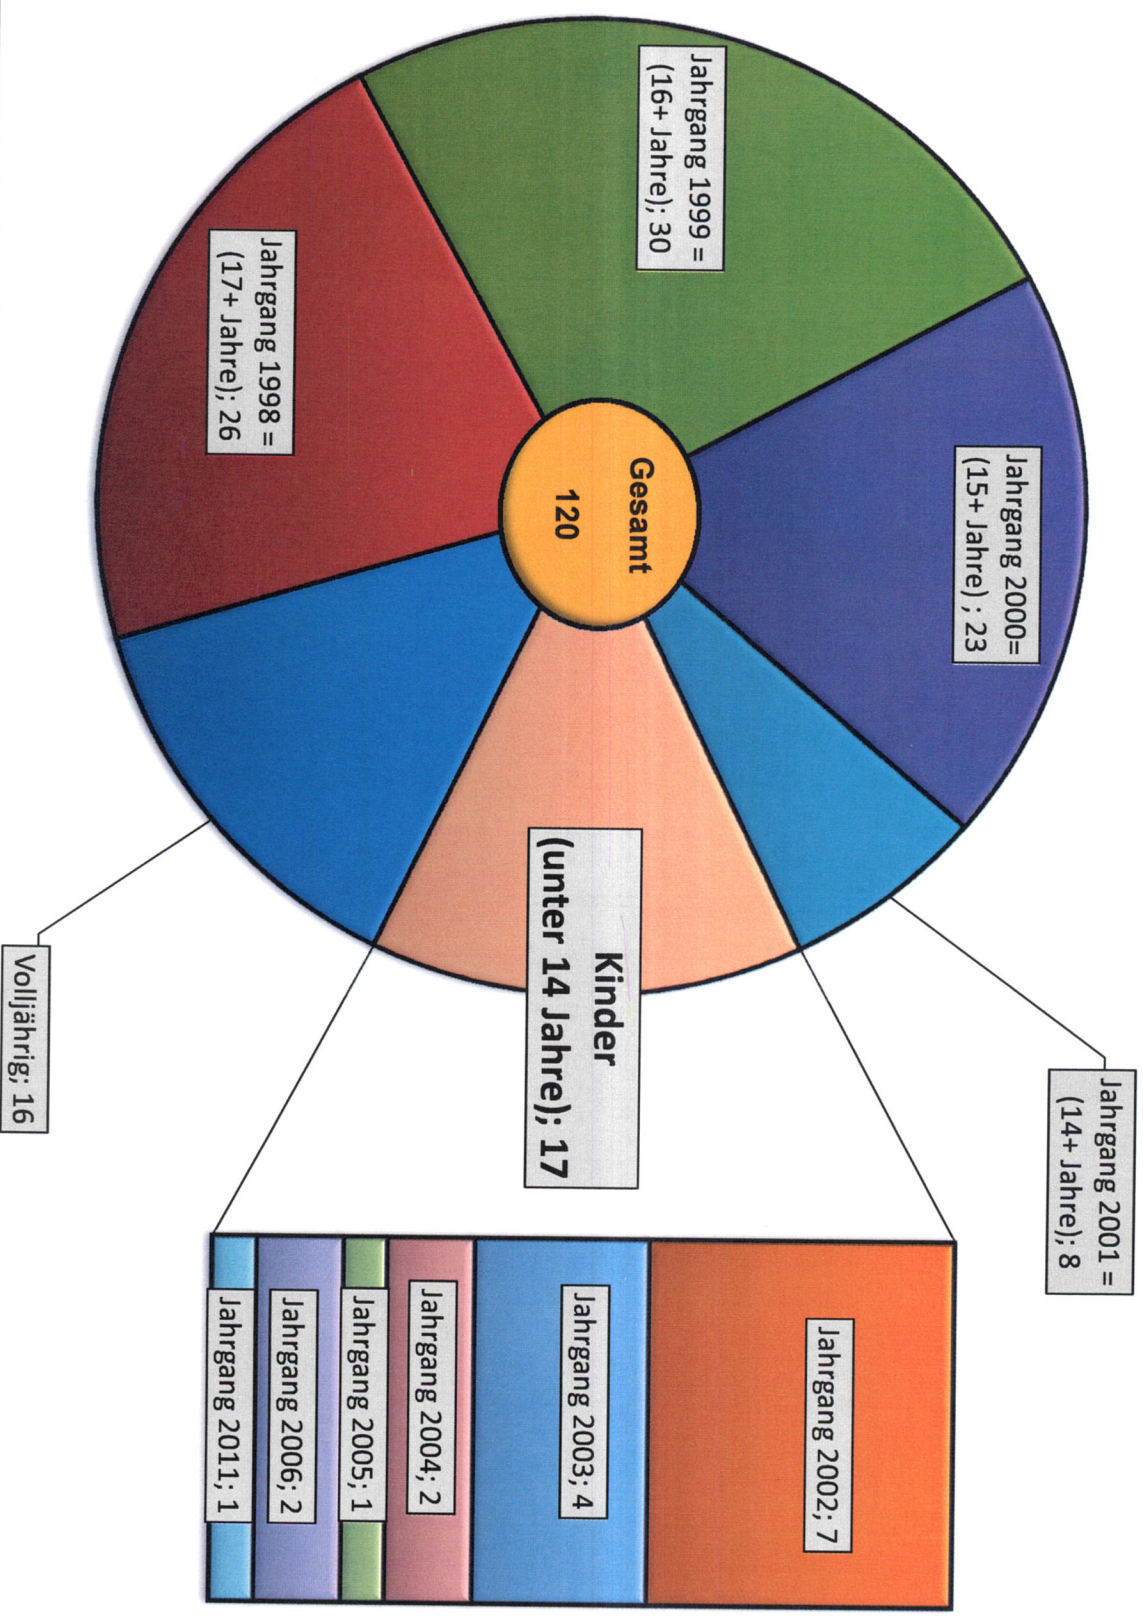 Jahrgang 2001 =
(14+ Jahre); 8
Jahrgang 2000=
(15+ Jahre) ; 23
Jahrgang 1999 =
(16+ Jahre); 30
Gesamt
120
Kinder
(unter 14 Jahre); 17
Jahrgang 1998 =
(17+ Jahre); 26
Volljährig; 16
Jahrgang 2002; 7
Jahrgang 2003; 4
Jahrgang 2004; 2
Jahrgang 2005; 1
Jahrgang 2006; 2
Jahrgang 2011; 1